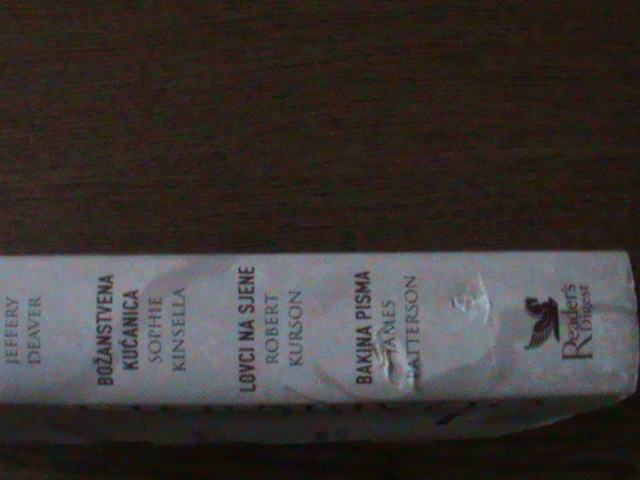 JEFFERY
DEAVER
BOŽANSTVENA
KUĆANICA
SOPHIE
KINSELLA
LOVCI NA SJENE
ROBERT
KURSON
BAKINA PISMA
JAMES
PATTERSON
Reader's
Digest